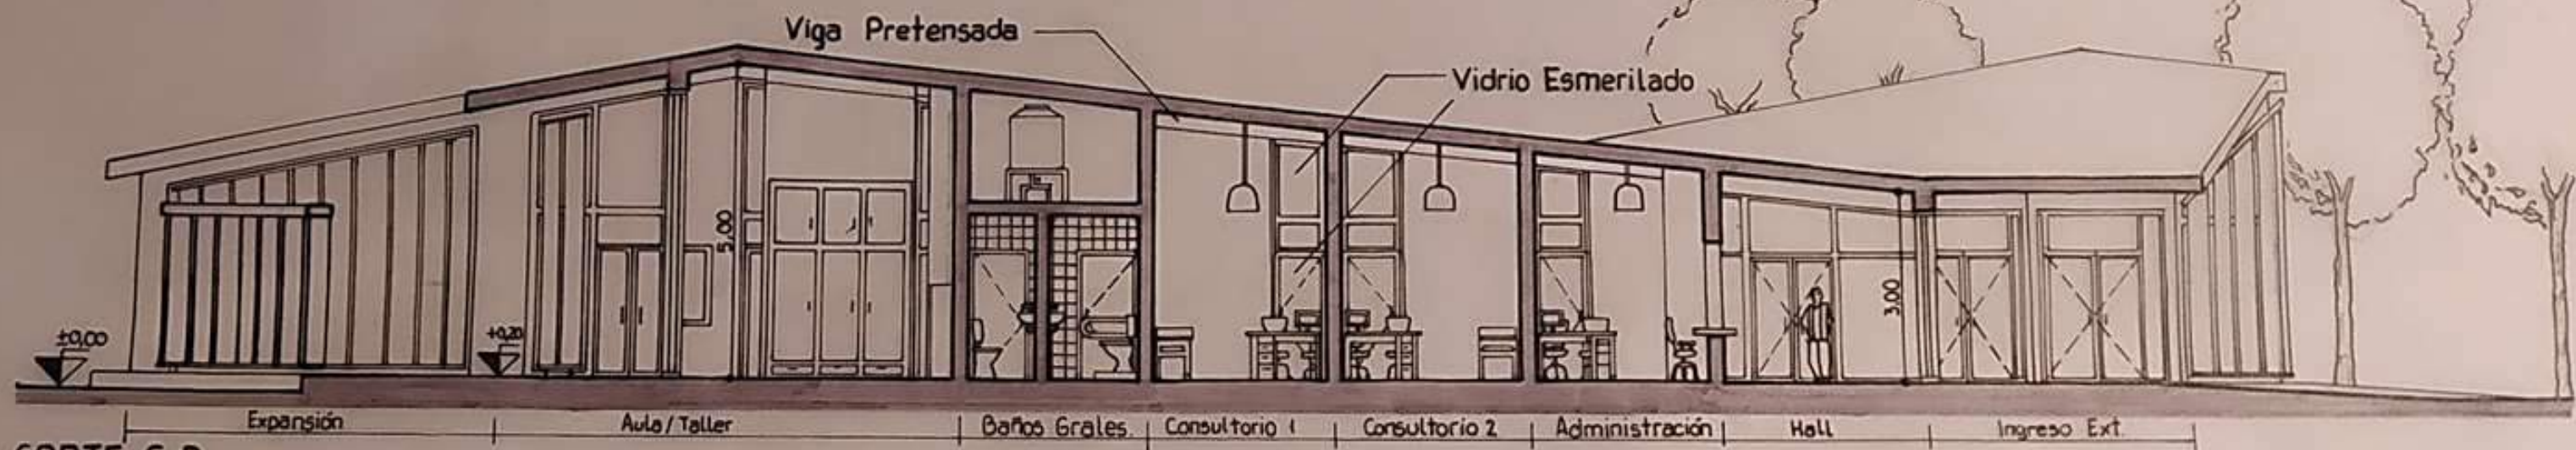 Viga Pretensada
Vidrio Esmerilado
5,00
3,00
±0,00
+0,20
Expansión
Aula/Taller
Baños Grales.
Consultorio 1
Consultorio 2
Administración
Hall
Ingreso Ext.